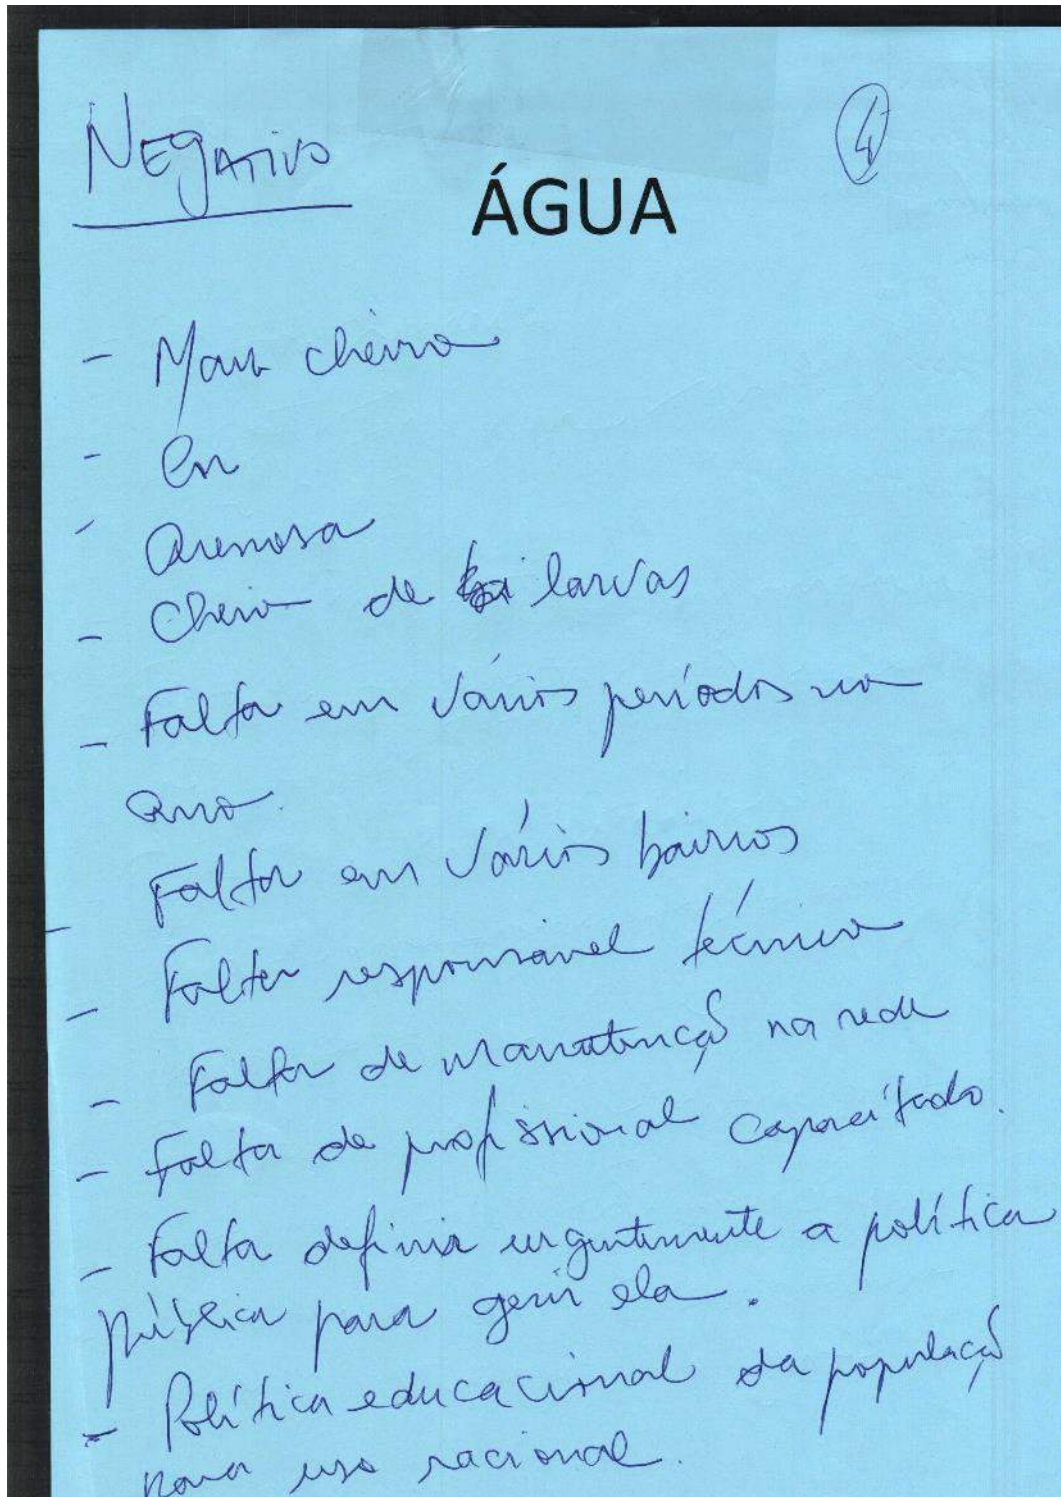 Negativo
4
ÁGUA
- Mau cheiro
- Cor
- Arenosa
- Cheio de larvas
- Falta em vários períodos no
ano.
- Falta em vários bairros
- Falta responsável técnico
- Falta de manutenção na rede
- Falta de profissional capacitado.
- Falta definir urgentemente a política
pública para gerir ela.
- Política educacional da população
para uso racional.